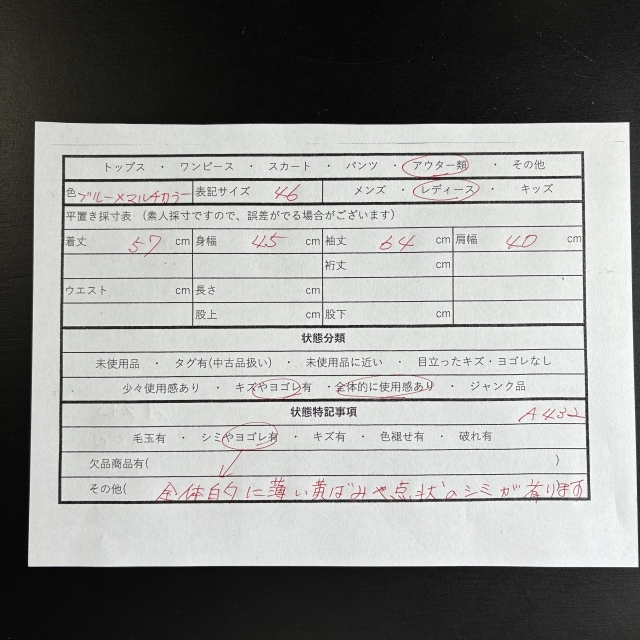 トップス ・ ワンピース ・ スカート ・ パンツ ・ アウター類 ・ その他
色 ブルー×マルチカラー 表記サイズ 46 メンズ ・ レディース ・ キッズ
平置き採寸表 (素人採寸ですので、誤差がでる場合がございます)
着丈 57 cm 身幅 45 cm 袖丈 64 cm 肩幅 40 cm
裄丈 cm
ウエスト cm 長さ cm
股上 cm 股下 cm
状態分類
未使用品 ・ タグ有(中古品扱い) ・ 未使用品に近い ・ 目立ったキズ・ヨゴレなし
少々使用感あり ・ キズやヨゴレ有 ・全体的に使用感あり ・ ジャンク品
状態特記事項 A432
毛玉有 ・ シミやヨゴレ有 ・ キズ有 ・ 色褪せ有 ・ 破れ有
欠品商品有( )
その他( 全体的に薄い黄ばみや点状のシミが有ります )